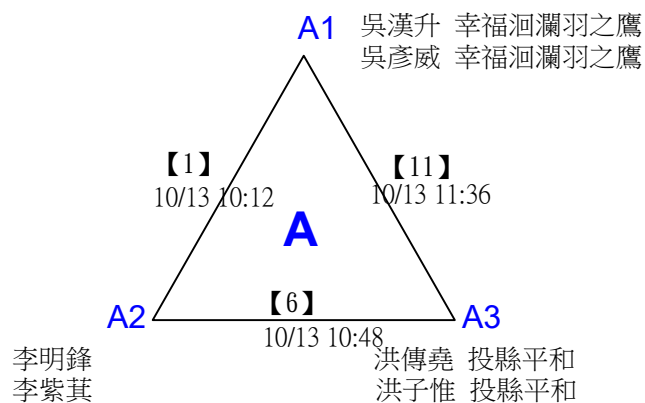 A1 吳漢升 幸福洄瀾羽之鷹
吳彥威 幸福洄瀾羽之鷹
【1】
10/13 10:12
【11】
10/13 11:36
A
A2
【6】
10/13 10:48
A3
李明鋒
李紫萁
洪傳堯 投縣平和
洪子惟 投縣平和